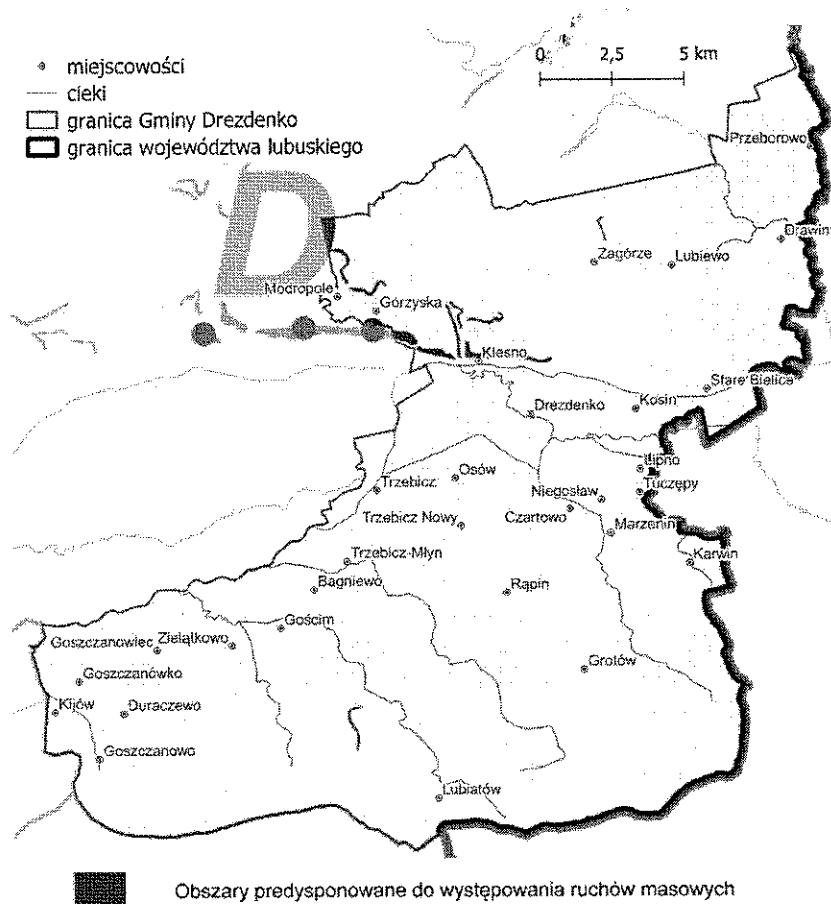 miejscowości
cieki
granica Gminy Drezdenko
granica województwa lubuskiego
0 2,5 5 km
Przeborowo
Drawiny
Zagórze
Lubiewo
D
Modropole
Górzyska
Klesno
Stare Bielice
Drezdenko
Kosin
Lipno
Osów
Tuczępy
Trzebicz
Niegosław
Trzebicz Nowy
Czartowo
Marzenin
Trzebicz-Młyn
Karwin
Bagniewo
Rąpin
Gościm
Goszczanowiec
Zielątkowo
Grotów
Goszczanówko
Kijów
Duraczewo
Goszczanowo
Lubiatów
Obszary predysponowane do występowania ruchów masowych